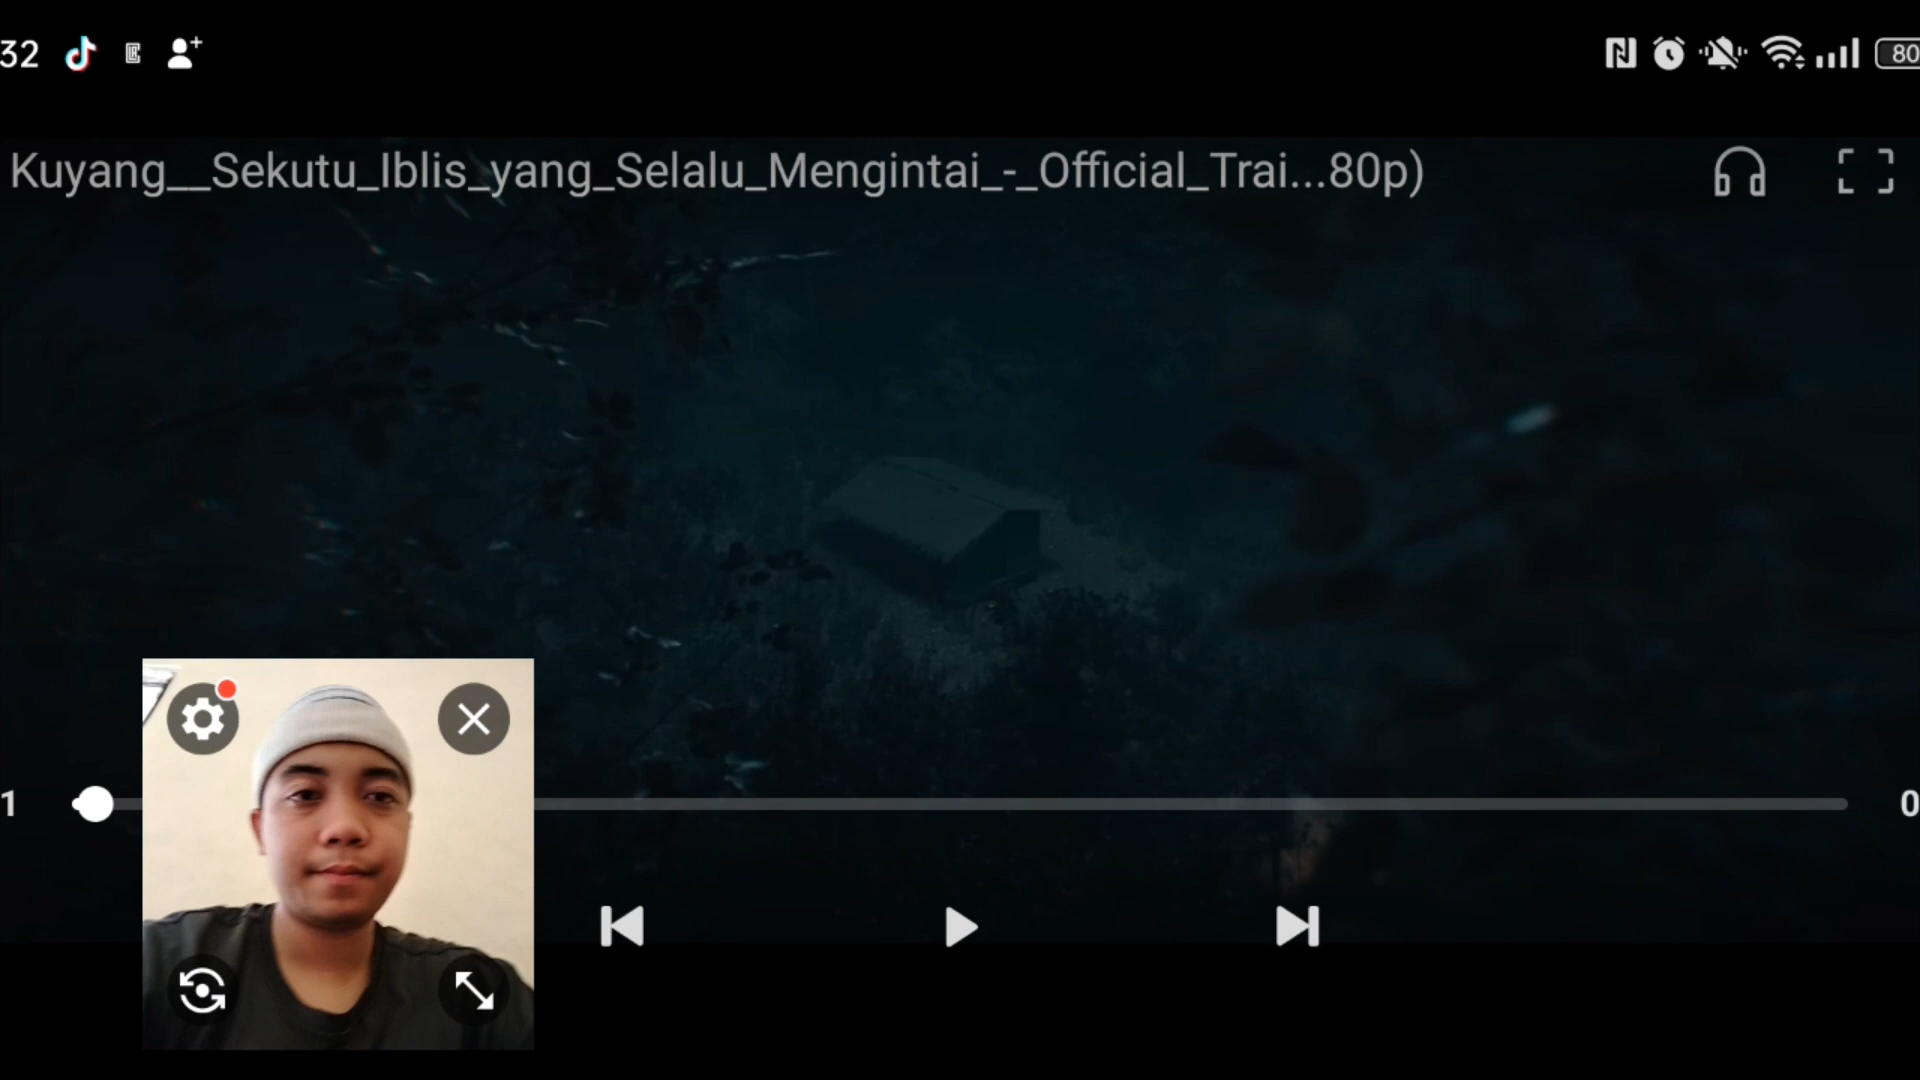 32
80
Kuyang__Sekutu_Iblis_yang_Selalu_Mengintai_-_Official_Trai...80p)
1
0